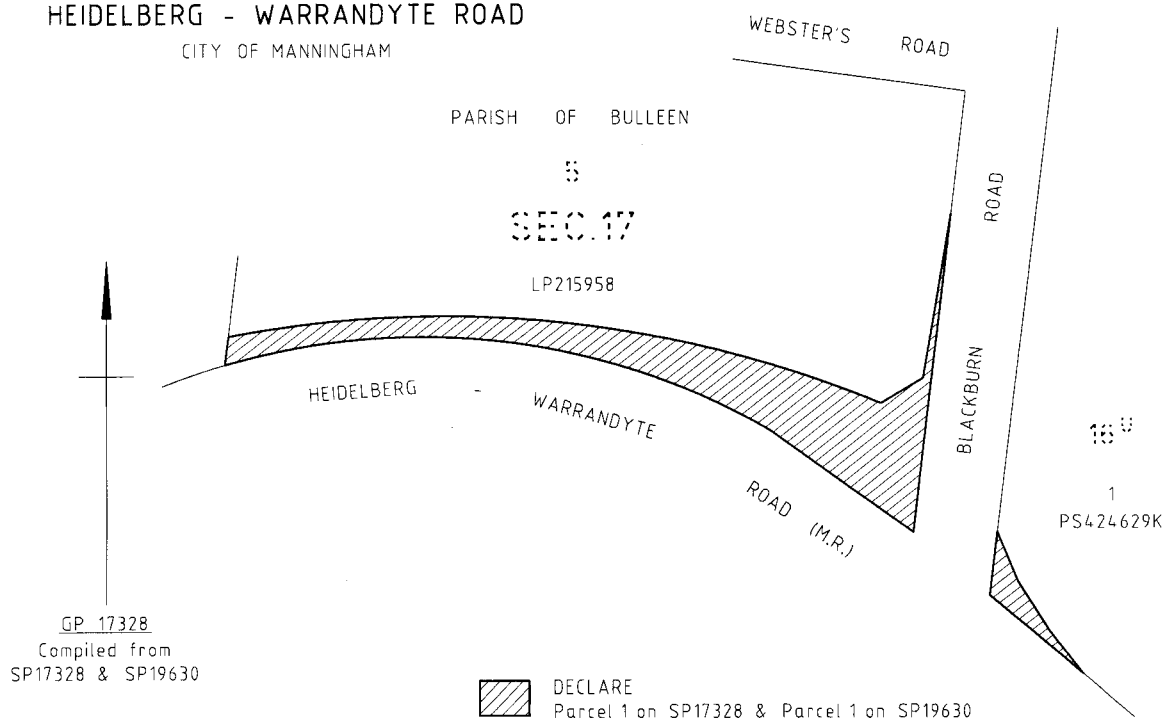 HEIDELBERG - WARRANDYTE ROAD
CITY OF MANNINGHAM
WEBSTER'S ROAD
PARISH OF BULLEEN
5
SEC.17
LP215958
BLACKBURN ROAD
HEIDELBERG - WARRANDYTE ROAD (M.R.)
16ᵁ
1
PS424629K
GP 17328
Compiled from
SP17328 & SP19630
DECLARE
Parcel 1 on SP17328 & Parcel 1 on SP19630